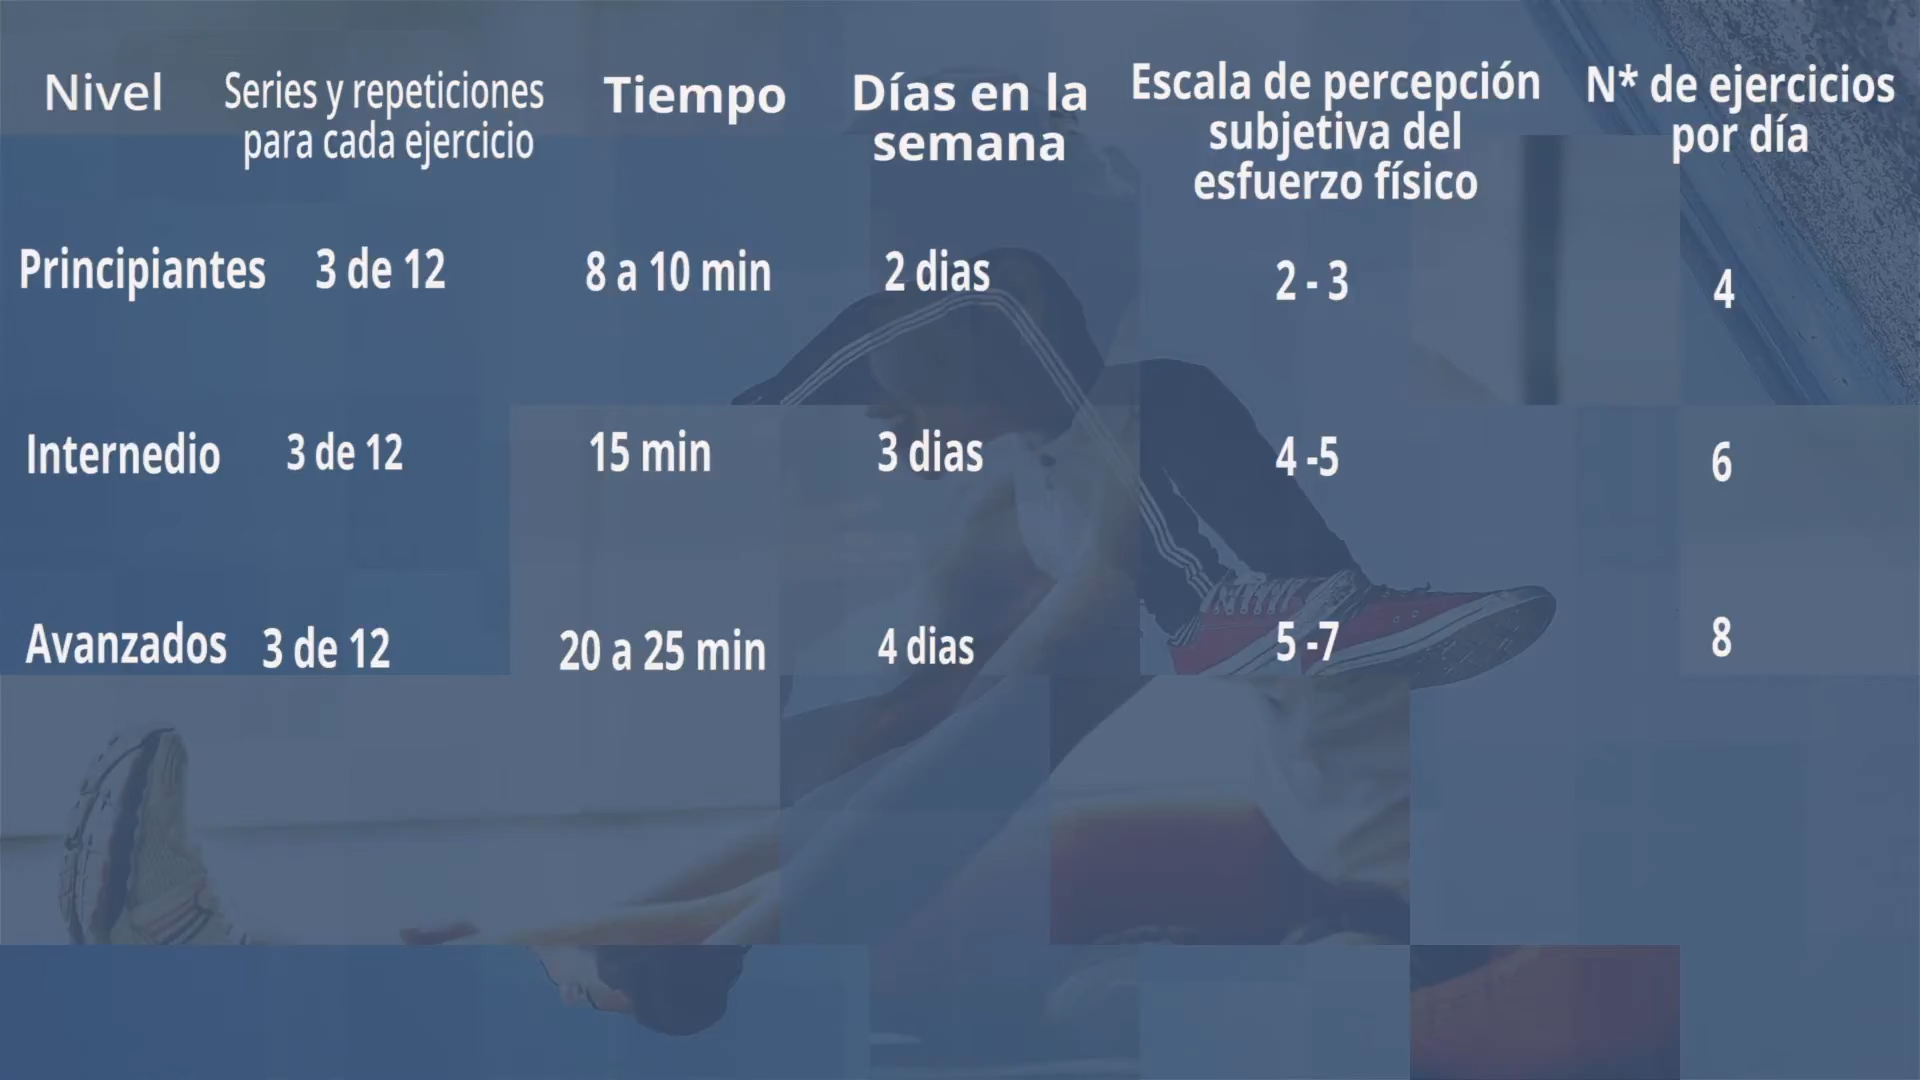 Nivel
Series y repeticiones
para cada ejercicio
Tiempo
Días en la
semana
Escala de percepción
subjetiva del
esfuerzo físico
N* de ejercicios
por día
Principiantes 3 de 12 8 a 10 min 2 dias 2 - 3 4
Internedio 3 de 12 15 min 3 dias 4 -5 6
Avanzados 3 de 12 20 a 25 min 4 dias 5 -7 8